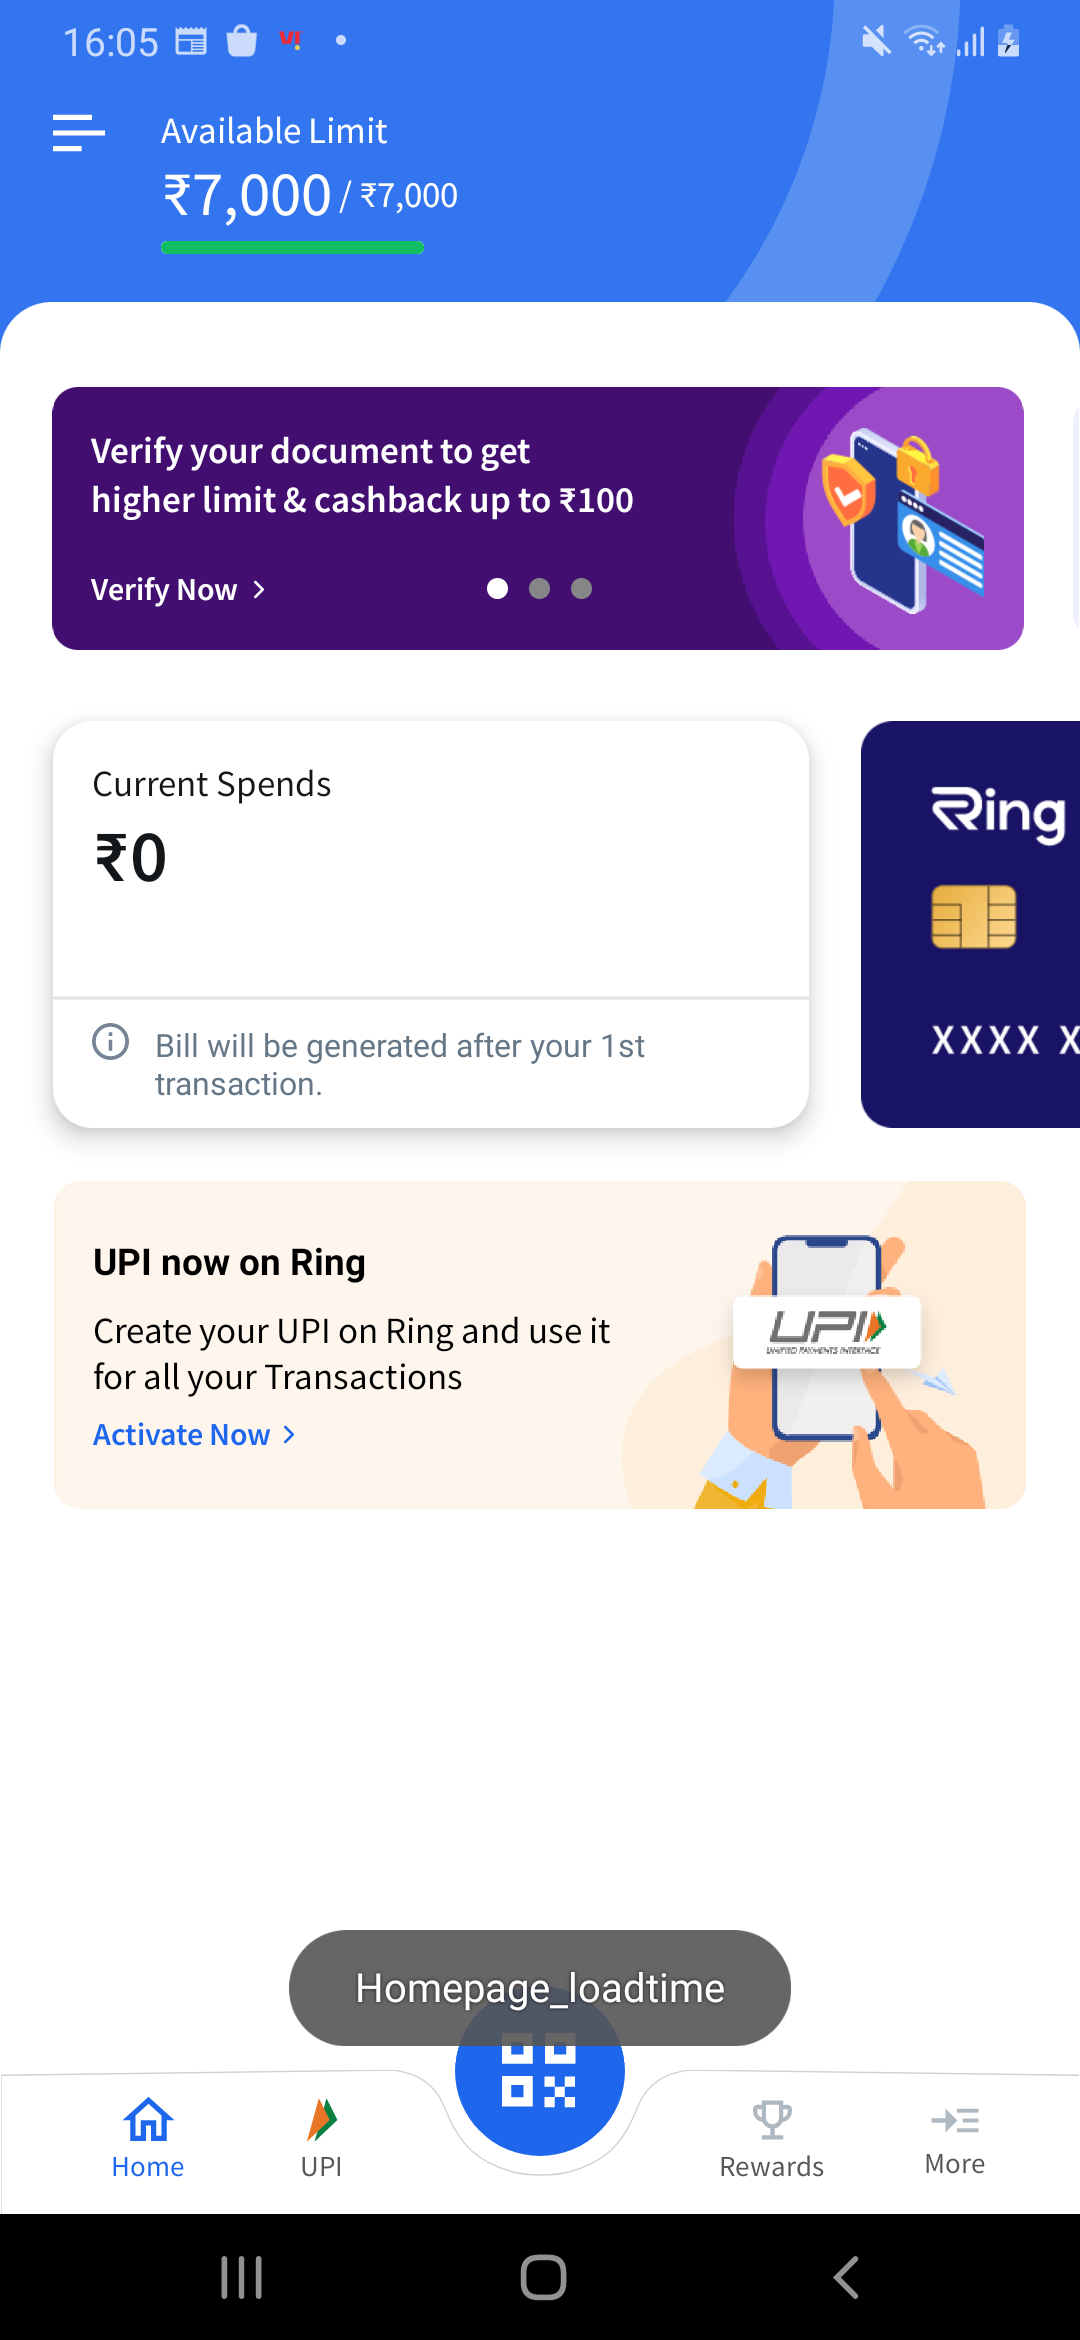 16:05
Available Limit
₹7,000 / ₹7,000
Verify your document to get
higher limit & cashback up to ₹100
Verify Now
Current Spends
₹0
Bill will be generated after your 1st
transaction.
Ring
XXXX X
UPI now on Ring
Create your UPI on Ring and use it
for all your Transactions
Activate Now
UPI
UNIFIED PAYMENTS INTERFACE
Homepage_loadtime
Home
UPI
Rewards
More